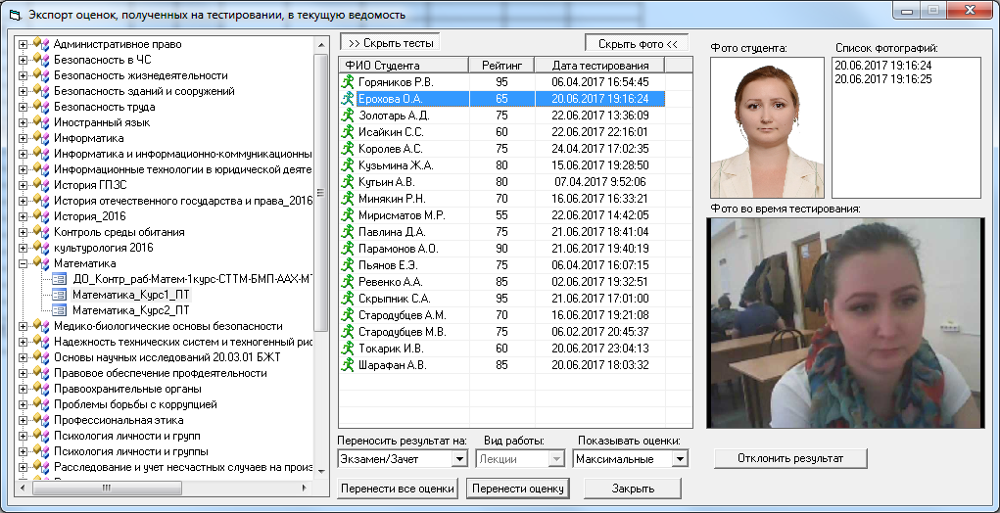 Экспорт оценок, полученных на тестировании, в текущую ведомость
Административное право
Безопасность в ЧС
Безопасность жизнедеятельности
Безопасность зданий и сооружений
Безопасность труда
Иностранный язык
Информатика
Информатика и информационно-коммуникационны
Информационные технологии в юридической деяте
История ГПЗС
История отечественного государства и права_2016
История_2016
Контроль среды обитания
культурология 2016
Математика
ДО_Контр_раб-Матем-1курс-СТТМ-БМП-ААХ-МТ
Математика_Курс1_ПТ
Математика_Курс2_ПТ
Медико-биологические основы безопасности
Надежность технических систем и техногенный рис
Основы научных исследований 20.03.01 БЖТ
Правовое обеспечение профдеятельности
Правоохранительные органы
Проблемы борьбы с коррупцией
Профессиональная этика
Психология личности и групп
Психология личности и группы
Расследование и учет несчастных случаев на произ
>> Скрыть тесты
Скрыть фото <<
ФИО Студента Рейтинг Дата тестирования
Горяников Р.В. 95 06.04.2017 16:54:45
Ерохова О.А. 65 20.06.2017 19:16:24
Золотарь А.Д. 75 22.06.2017 13:36:09
Исайкин С.С. 60 22.06.2017 22:16:01
Королев А.С. 75 24.04.2017 17:02:35
Кузьмина Ж.А. 80 15.06.2017 19:28:50
Кутьин А.В. 80 07.04.2017 9:52:06
Минякин Р.Н. 70 16.06.2017 16:33:21
Мирисматов М.Р. 55 22.06.2017 14:42:05
Павлина Д.А. 75 21.06.2017 18:41:04
Парамонов А.О. 90 21.06.2017 19:40:19
Пьянов Е.Э. 75 06.04.2017 16:07:15
Ревенко А.А. 85 02.06.2017 19:32:51
Скрыпник С.А. 95 21.06.2017 17:01:00
Стародубцев А.М. 70 16.06.2017 19:21:08
Стародубцев М.В. 75 06.02.2017 20:45:37
Токарик И.В. 60 20.06.2017 23:04:13
Шарафан А.В. 85 20.06.2017 18:03:32
Переносить результат на: Вид работы: Показывать оценки:
Экзамен/Зачет Лекции Максимальные
Перенести все оценки Перенести оценку Закрыть
Фото студента: Список фотографий:
20.06.2017 19:16:24
20.06.2017 19:16:25
Фото во время тестирования:
Отклонить результат